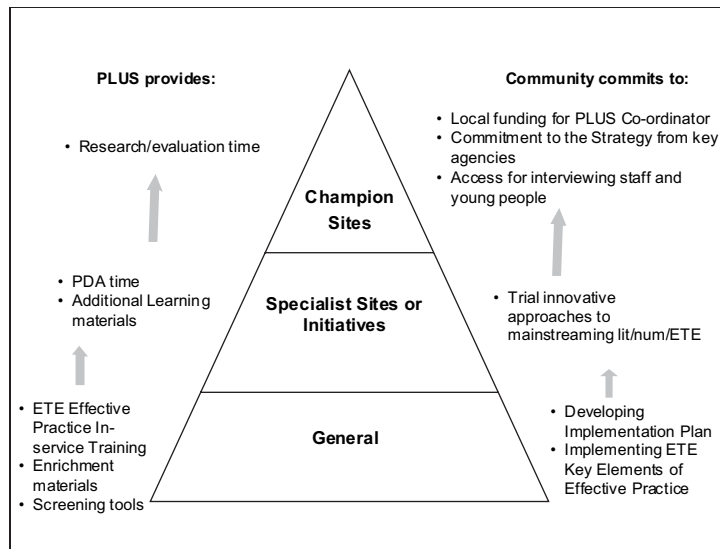 PLUS provides:
• Research/evaluation time
• PDA time
• Additional Learning
materials
• ETE Effective
Practice In-
service Training
• Enrichment
materials
• Screening tools
Champion
Sites
Specialist Sites or
Initiatives
General
Community commits to:
• Local funding for PLUS Co-ordinator
• Commitment to the Strategy from key
agencies
• Access for interviewing staff and
young people
• Trial innovative
approaches to
mainstreaming lit/num/ETE
• Developing
Implementation Plan
• Implementing ETE
Key Elements of
Effective Practice